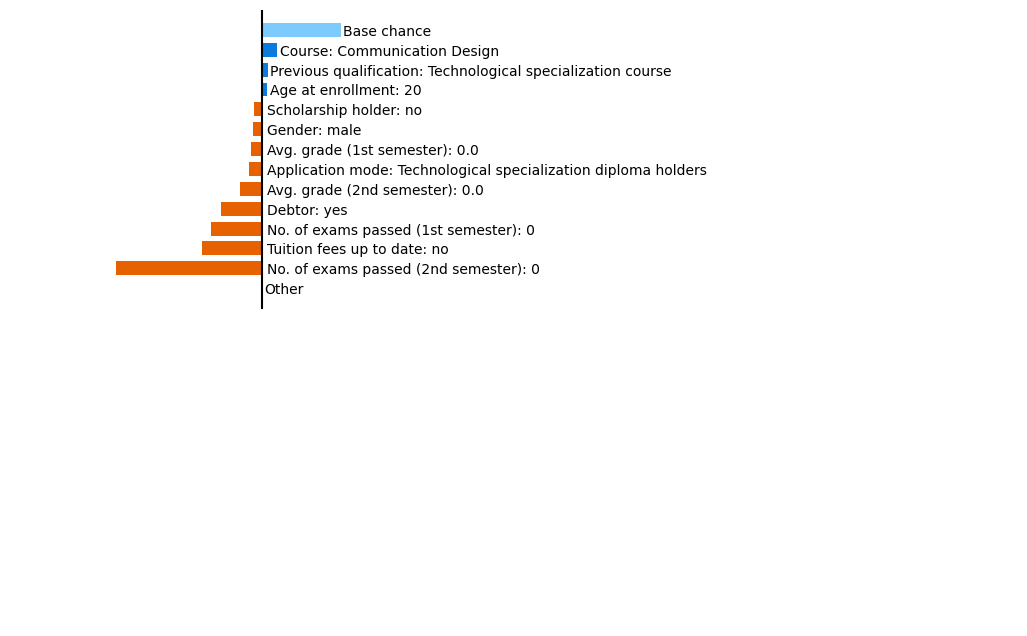 Base chance
Course: Communication Design
Previous qualification: Technological specialization course
Age at enrollment: 20
Scholarship holder: no
Gender: male
Avg. grade (1st semester): 0.0
Application mode: Technological specialization diploma holders
Avg. grade (2nd semester): 0.0
Debtor: yes
No. of exams passed (1st semester): 0
Tuition fees up to date: no
No. of exams passed (2nd semester): 0
Other